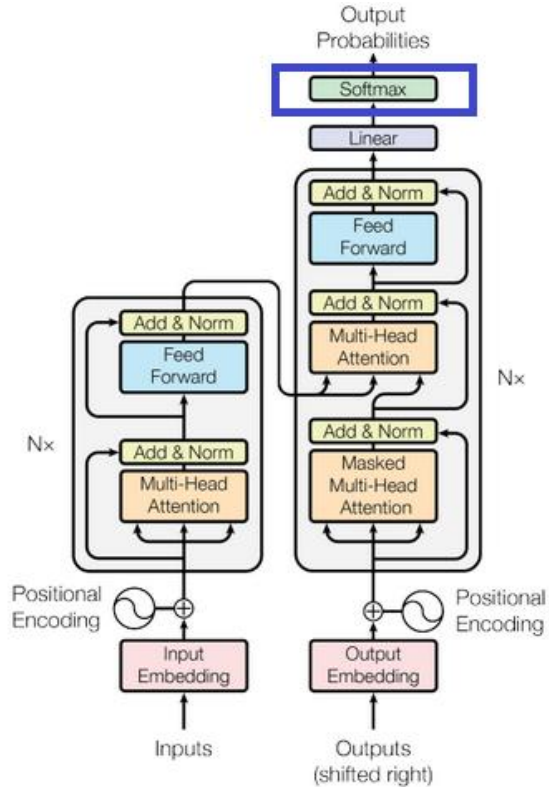 Output
Probabilities
Softmax
Linear
Add & Norm
Feed
Forward
Add & Norm
Multi-Head
Attention
Nx
Add & Norm
Masked
Multi-Head
Attention
Add & Norm
Feed
Forward
Nx
Add & Norm
Multi-Head
Attention
Positional
Encoding
Positional
Encoding
Input
Embedding
Output
Embedding
Inputs
Outputs
(shifted right)